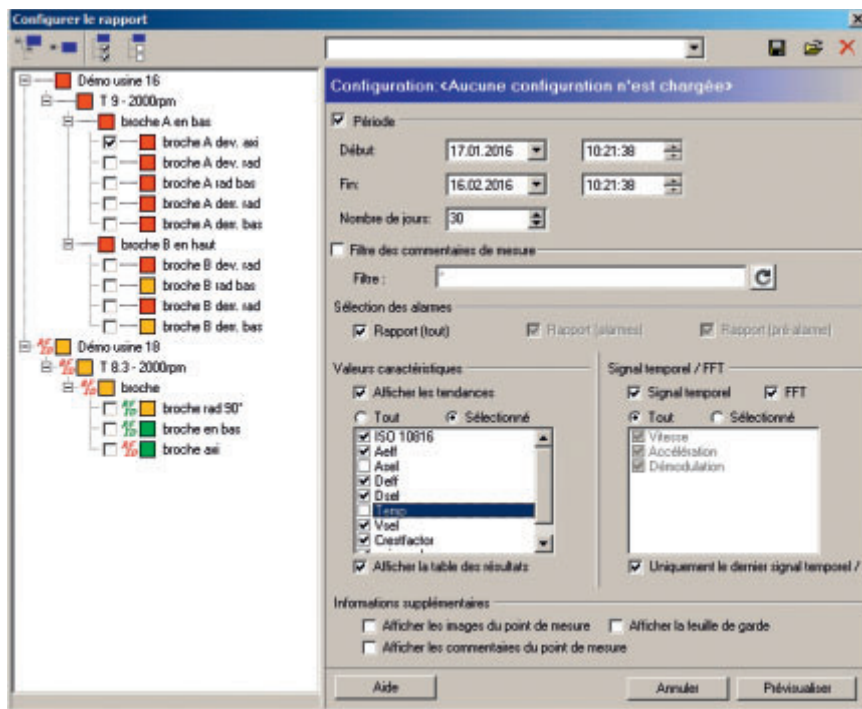 Configurer le rapport
Démo usine 16
T 9 - 2000rpm
broche A en bas
broche A dev. axi
broche A dev. rad
broche A rad bas
broche A derr. rad
broche A derr. bas
broche B en haut
broche B dev. rad
broche B rad bas
broche B derr. rad
broche B derr. bas
Démo usine 18
T 8.3 - 2000rpm
broche
broche rad 90°
broche en bas
broche axi
Configuration:<Aucune configuration n'est chargée>
Période
Début: 17.01.2016 10:21:38
Fin: 16.02.2016 10:21:38
Nombre de jours: 30
Filtre des commentaires de mesure
Filtre : *
Sélection des alarmes
Rapport (tout) Rapport (alarmes) Rapport (pré-alarme)
Valeurs caractéristiques
Afficher les tendances
Tout Sélectionné
ISO 10816
Aeff
Asel
Deff
Dsel
Temp
Vsel
Crestfactor
Afficher la table des résultats
Signal temporel / FFT
Signal temporel FFT
Tout Sélectionné
Vitesse
Accélération
Démodulation
Uniquement le dernier signal temporel /
Informations supplémentaires
Afficher les images du point de mesure Afficher la feuille de garde
Afficher les commentaires du point de mesure
Aide Annuler Prévisualiser